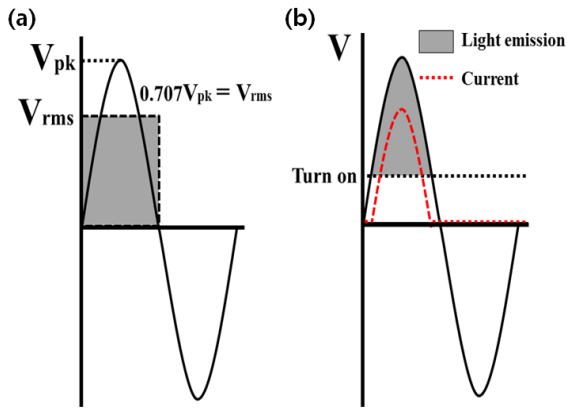 (a)
Vpk
0.707Vpk = Vrms
Vrms
(b)
V
Light emission
Current
Turn on